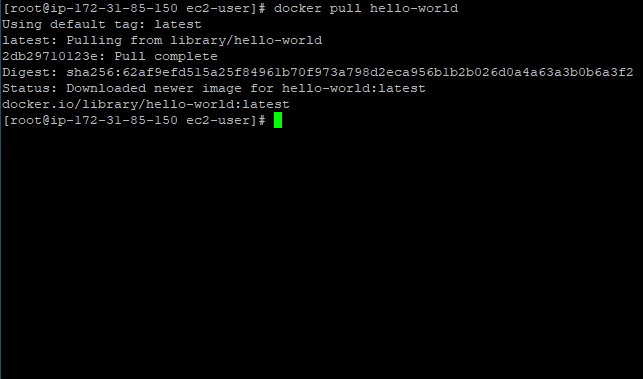 [root@ip-172-31-85-150 ec2-user]# docker pull hello-world
Using default tag: latest
latest: Pulling from library/hello-world
2db29710123e: Pull complete
Digest: sha256:62af9efd515a25f84961b70f973a798d2eca956b1b2b026d0a4a63a3b0b6a3f2
Status: Downloaded newer image for hello-world:latest
docker.io/library/hello-world:latest
[root@ip-172-31-85-150 ec2-user]#